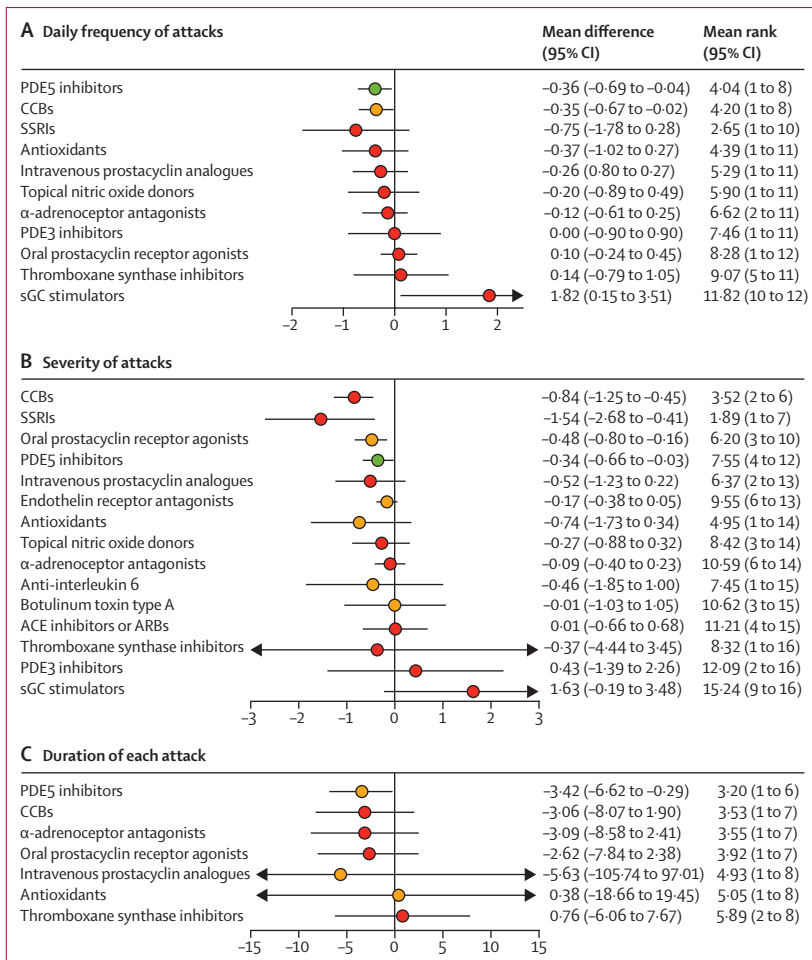 A Daily frequency of attacks Mean difference (95% CI) Mean rank (95% CI)
PDE5 inhibitors –0·36 (–0·69 to –0·04) 4·04 (1 to 8)
CCBs –0·35 (–0·67 to –0·02) 4·20 (1 to 8)
SSRIs –0·75 (–1·78 to 0·28) 2·65 (1 to 10)
Antioxidants –0·37 (–1·02 to 0·27) 4·39 (1 to 11)
Intravenous prostacyclin analogues –0·26 (0·80 to 0·27) 5·29 (1 to 11)
Topical nitric oxide donors –0·20 (–0·89 to 0·49) 5·90 (1 to 11)
α-adrenoceptor antagonists –0·12 (–0·61 to 0·25) 6·62 (2 to 11)
PDE3 inhibitors 0·00 (–0·90 to 0·90) 7·46 (1 to 11)
Oral prostacyclin receptor agonists 0·10 (–0·24 to 0·45) 8·28 (1 to 12)
Thromboxane synthase inhibitors 0·14 (–0·79 to 1·05) 9·07 (5 to 11)
sGC stimulators 1·82 (0·15 to 3·51) 11·82 (10 to 12)
–2 –1 0 1 2
B Severity of attacks
CCBs –0·84 (–1·25 to –0·45) 3·52 (2 to 6)
SSRIs –1·54 (–2·68 to –0·41) 1·89 (1 to 7)
Oral prostacyclin receptor agonists –0·48 (–0·80 to –0·16) 6·20 (3 to 10)
PDE5 inhibitors –0·34 (–0·66 to –0·03) 7·55 (4 to 12)
Intravenous prostacyclin analogues –0·52 (–1·23 to 0·22) 6·37 (2 to 13)
Endothelin receptor antagonists –0·17 (–0·38 to 0·05) 9·55 (6 to 13)
Antioxidants –0·74 (–1·73 to 0·34) 4·95 (1 to 14)
Topical nitric oxide donors –0·27 (–0·88 to 0·32) 8·42 (3 to 14)
α-adrenoceptor antagonists –0·09 (–0·40 to 0·23) 10·59 (6 to 14)
Anti-interleukin 6 –0·46 (–1·85 to 1·00) 7·45 (1 to 15)
Botulinum toxin type A –0·01 (–1·03 to 1·05) 10·62 (3 to 15)
ACE inhibitors or ARBs 0·01 (–0·66 to 0·68) 11·21 (4 to 15)
Thromboxane synthase inhibitors –0·37 (–4·44 to 3·45) 8·32 (1 to 16)
PDE3 inhibitors 0·43 (–1·39 to 2·26) 12·09 (2 to 16)
sGC stimulators 1·63 (–0·19 to 3·48) 15·24 (9 to 16)
–3 –2 –1 0 1 2 3
C Duration of each attack
PDE5 inhibitors –3·42 (–6·62 to –0·29) 3·20 (1 to 6)
CCBs –3·06 (–8·07 to 1·90) 3·53 (1 to 7)
α-adrenoceptor antagonists –3·09 (–8·58 to 2·41) 3·55 (1 to 7)
Oral prostacyclin receptor agonists –2·62 (–7·84 to 2·38) 3·92 (1 to 7)
Intravenous prostacyclin analogues –5·63 (–105·74 to 97·01) 4·93 (1 to 8)
Antioxidants 0·38 (–18·66 to 19·45) 5·05 (1 to 8)
Thromboxane synthase inhibitors 0·76 (–6·06 to 7·67) 5·89 (2 to 8)
–15 –10 –5 0 5 10 15